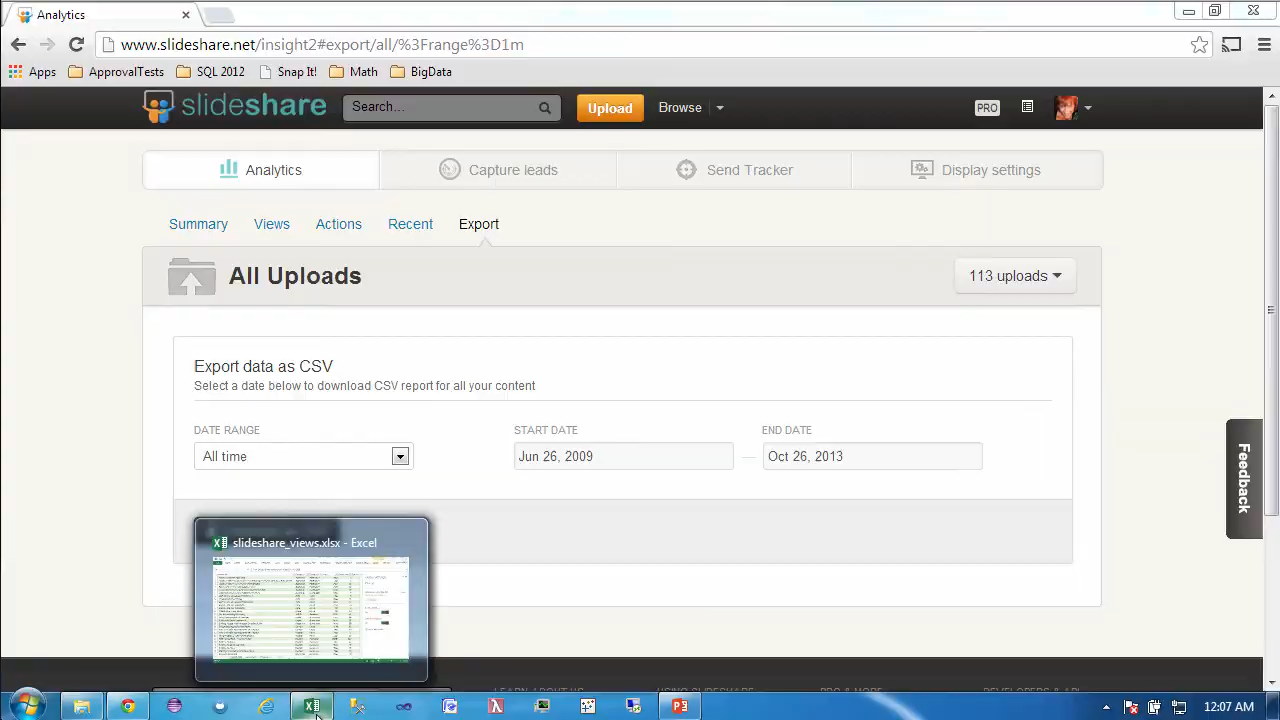 Analytics
www.slideshare.net/insight2#export/all/%3Frange%3D1m
Apps ApprovalTests SQL 2012 Snap It! Math BigData
slideshare Search... Upload Browse PRO
Analytics Capture leads Send Tracker Display settings
Summary Views Actions Recent Export
All Uploads 113 uploads
Export data as CSV
Select a date below to download CSV report for all your content
DATE RANGE START DATE END DATE
All time Jun 26, 2009 — Oct 26, 2013
Feedback
slideshare_views.xlsx - Excel
12:07 AM